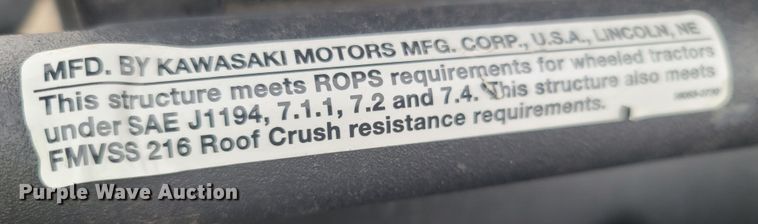 MFD. BY KAWASAKI MOTORS MFG. CORP., U.S.A., LINCOLN, NE
This structure meets ROPS requirements for wheeled tractors
under SAE J1194, 7.1.1, 7.2 and 7.4. This structure also meets
FMVSS 216 Roof Crush resistance requirements.
Purple Wave Auction